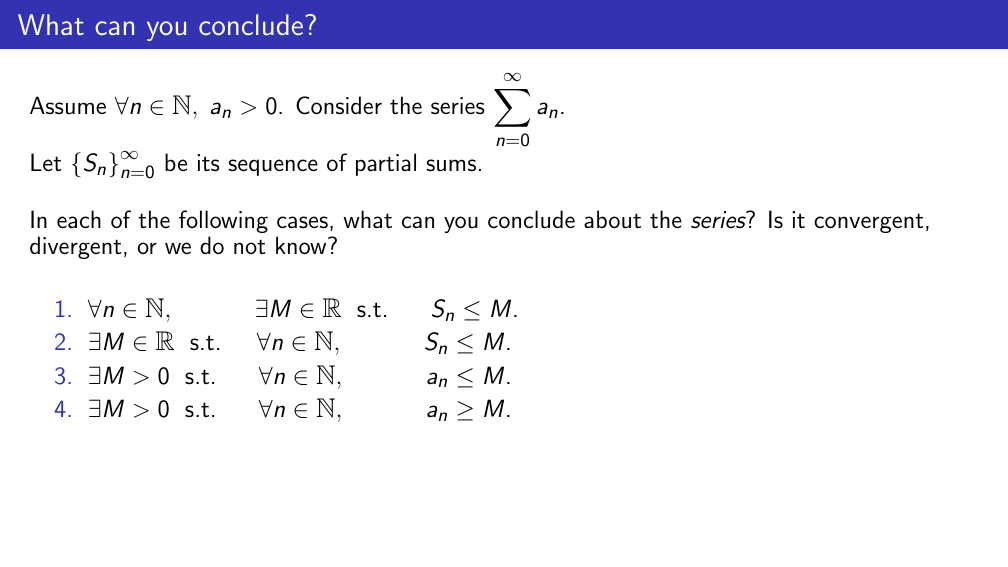 What can you conclude?
Assume ∀n ∈ ℕ, aₙ > 0. Consider the series ∑_{n=0}^{∞} aₙ.
Let {Sₙ}_{n=0}^{∞} be its sequence of partial sums.
In each of the following cases, what can you conclude about the series? Is it convergent,
divergent, or we do not know?
1. ∀n ∈ ℕ, ∃M ∈ ℝ s.t. Sₙ ≤ M.
2. ∃M ∈ ℝ s.t. ∀n ∈ ℕ, Sₙ ≤ M.
3. ∃M > 0 s.t. ∀n ∈ ℕ, aₙ ≤ M.
4. ∃M > 0 s.t. ∀n ∈ ℕ, aₙ ≥ M.